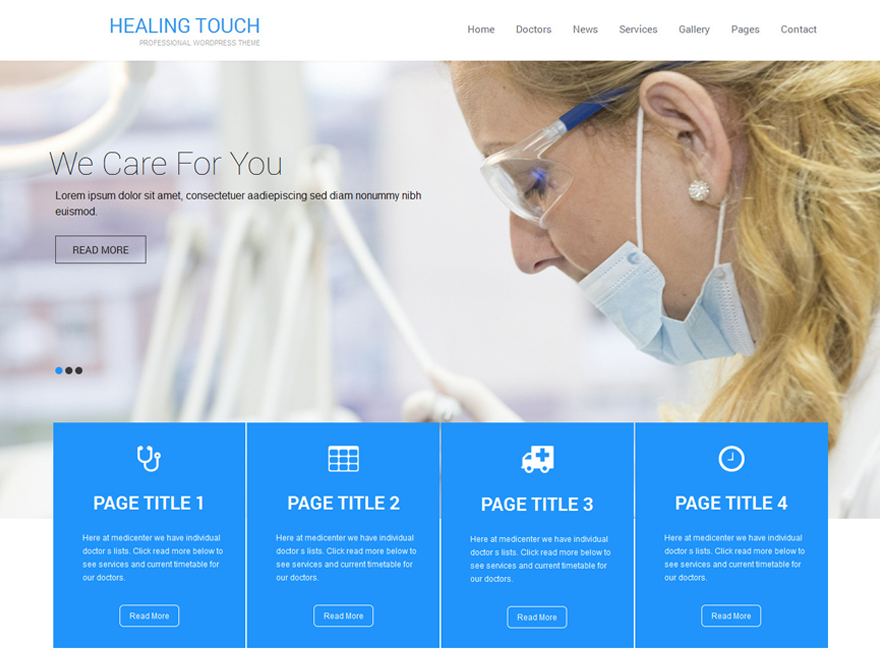 HEALING TOUCH
PROFESSIONAL WORDPRESS THEME
Home Doctors News Services Gallery Pages Contact
We Care For You
Lorem ipsum dolor sit amet, consectetuer aadiepiscing sed diam nonummy nibh
euismod.
READ MORE
PAGE TITLE 1
Here at medicenter we have individual
doctor s lists. Click read more below to
see services and current timetable for
our doctors.
Read More
PAGE TITLE 2
Here at medicenter we have individual
doctor s lists. Click read more below to
see services and current timetable for
our doctors.
Read More
PAGE TITLE 3
Here at medicenter we have individual
doctor s lists. Click read more below to
see services and current timetable for
our doctors.
Read More
PAGE TITLE 4
Here at medicenter we have individual
doctor s lists. Click read more below to
see services and current timetable for
our doctors.
Read More